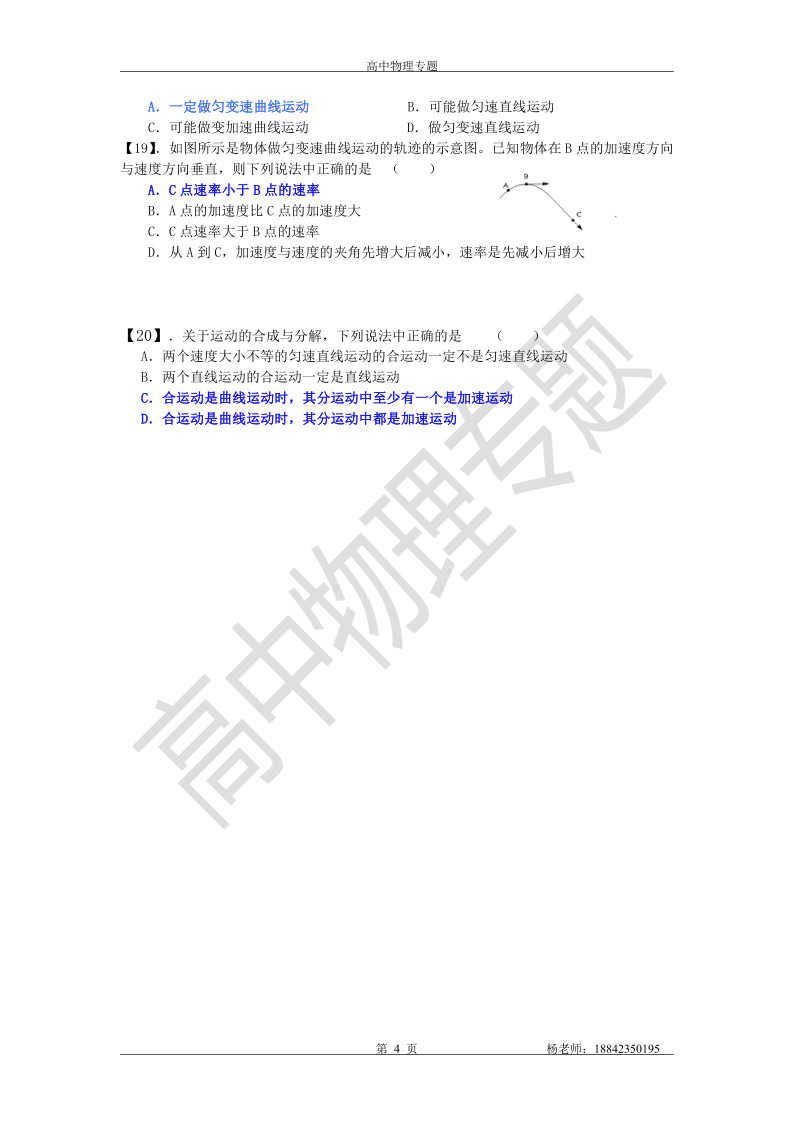 高中物理专题
A．一定做匀变速曲线运动 B．可能做匀速直线运动
C．可能做变加速曲线运动 D．做匀变速直线运动
【19】．如图所示是物体做匀变速曲线运动的轨迹的示意图。已知物体在 B 点的加速度方向
与速度方向垂直，则下列说法中正确的是 （ ）
A．C 点速率小于 B 点的速率
B．A 点的加速度比 C 点的加速度大
C．C 点速率大于 B 点的速率
D．从 A 到 C，加速度与速度的夹角先增大后减小，速率是先减小后增大
A
B
C
【20】．关于运动的合成与分解，下列说法中正确的是 （ ）
A．两个速度大小不等的匀速直线运动的合运动一定不是匀速直线运动
B．两个直线运动的合运动一定是直线运动
C．合运动是曲线运动时，其分运动中至少有一个是加速运动
D．合运动是曲线运动时，其分运动中都是加速运动
高中物理专题
第 4 页 杨老师：18842350195